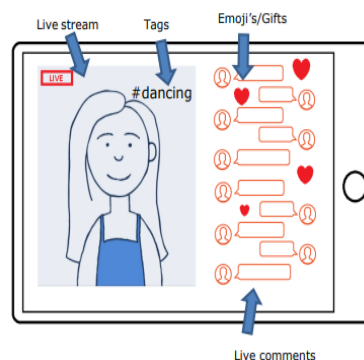 Live stream
Tags
Emoji's/Gifts
LIVE
#dancing
Live comments